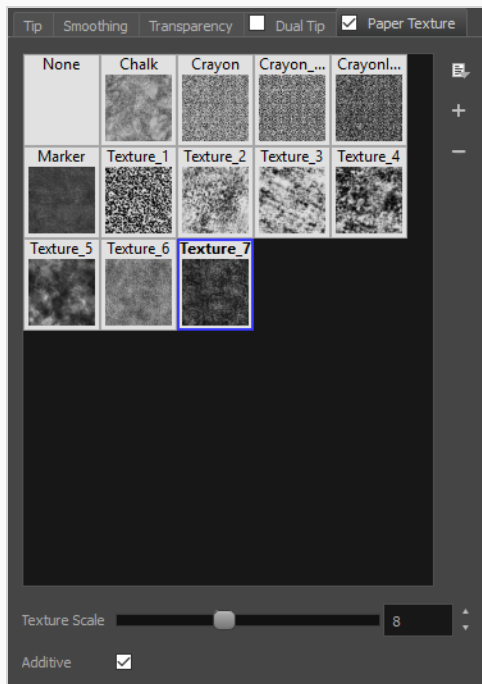 Tip Smoothing Transparency Dual Tip Paper Texture
None Chalk Crayon Crayon_... Crayonl...
Marker Texture_1 Texture_2 Texture_3 Texture_4
Texture_5 Texture_6 Texture_7
Texture Scale 8
Additive